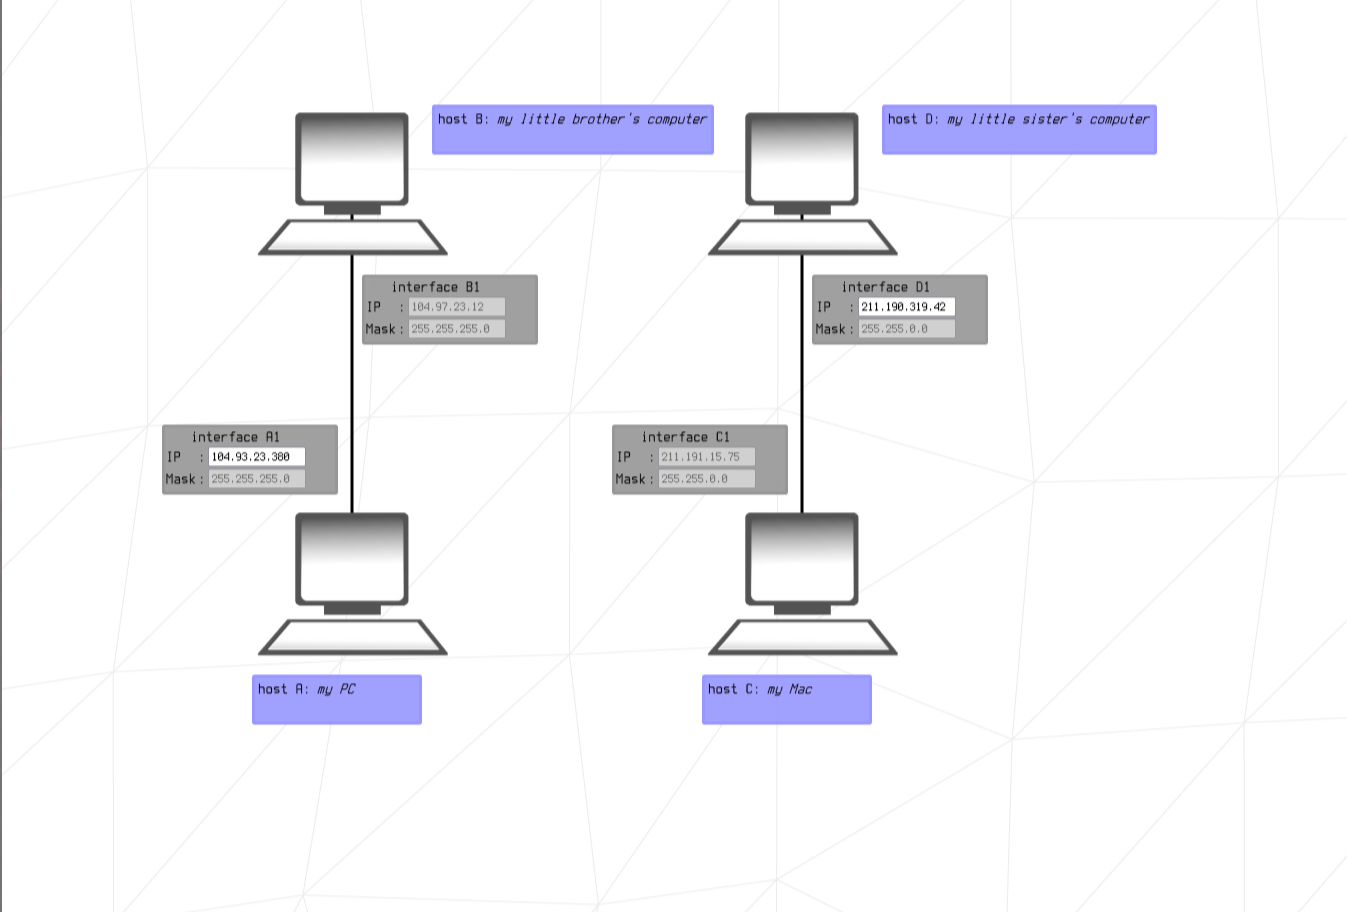 host B: my little brother's computer
host D: my little sister's computer
interface B1
IP : 104.97.23.12
Mask : 255.255.255.0
interface D1
IP : 211.190.319.42
Mask : 255.255.0.0
interface A1
IP : 104.93.23.380
Mask : 255.255.255.0
interface C1
IP : 211.191.15.75
Mask : 255.255.0.0
host A: my PC
host C: my Mac